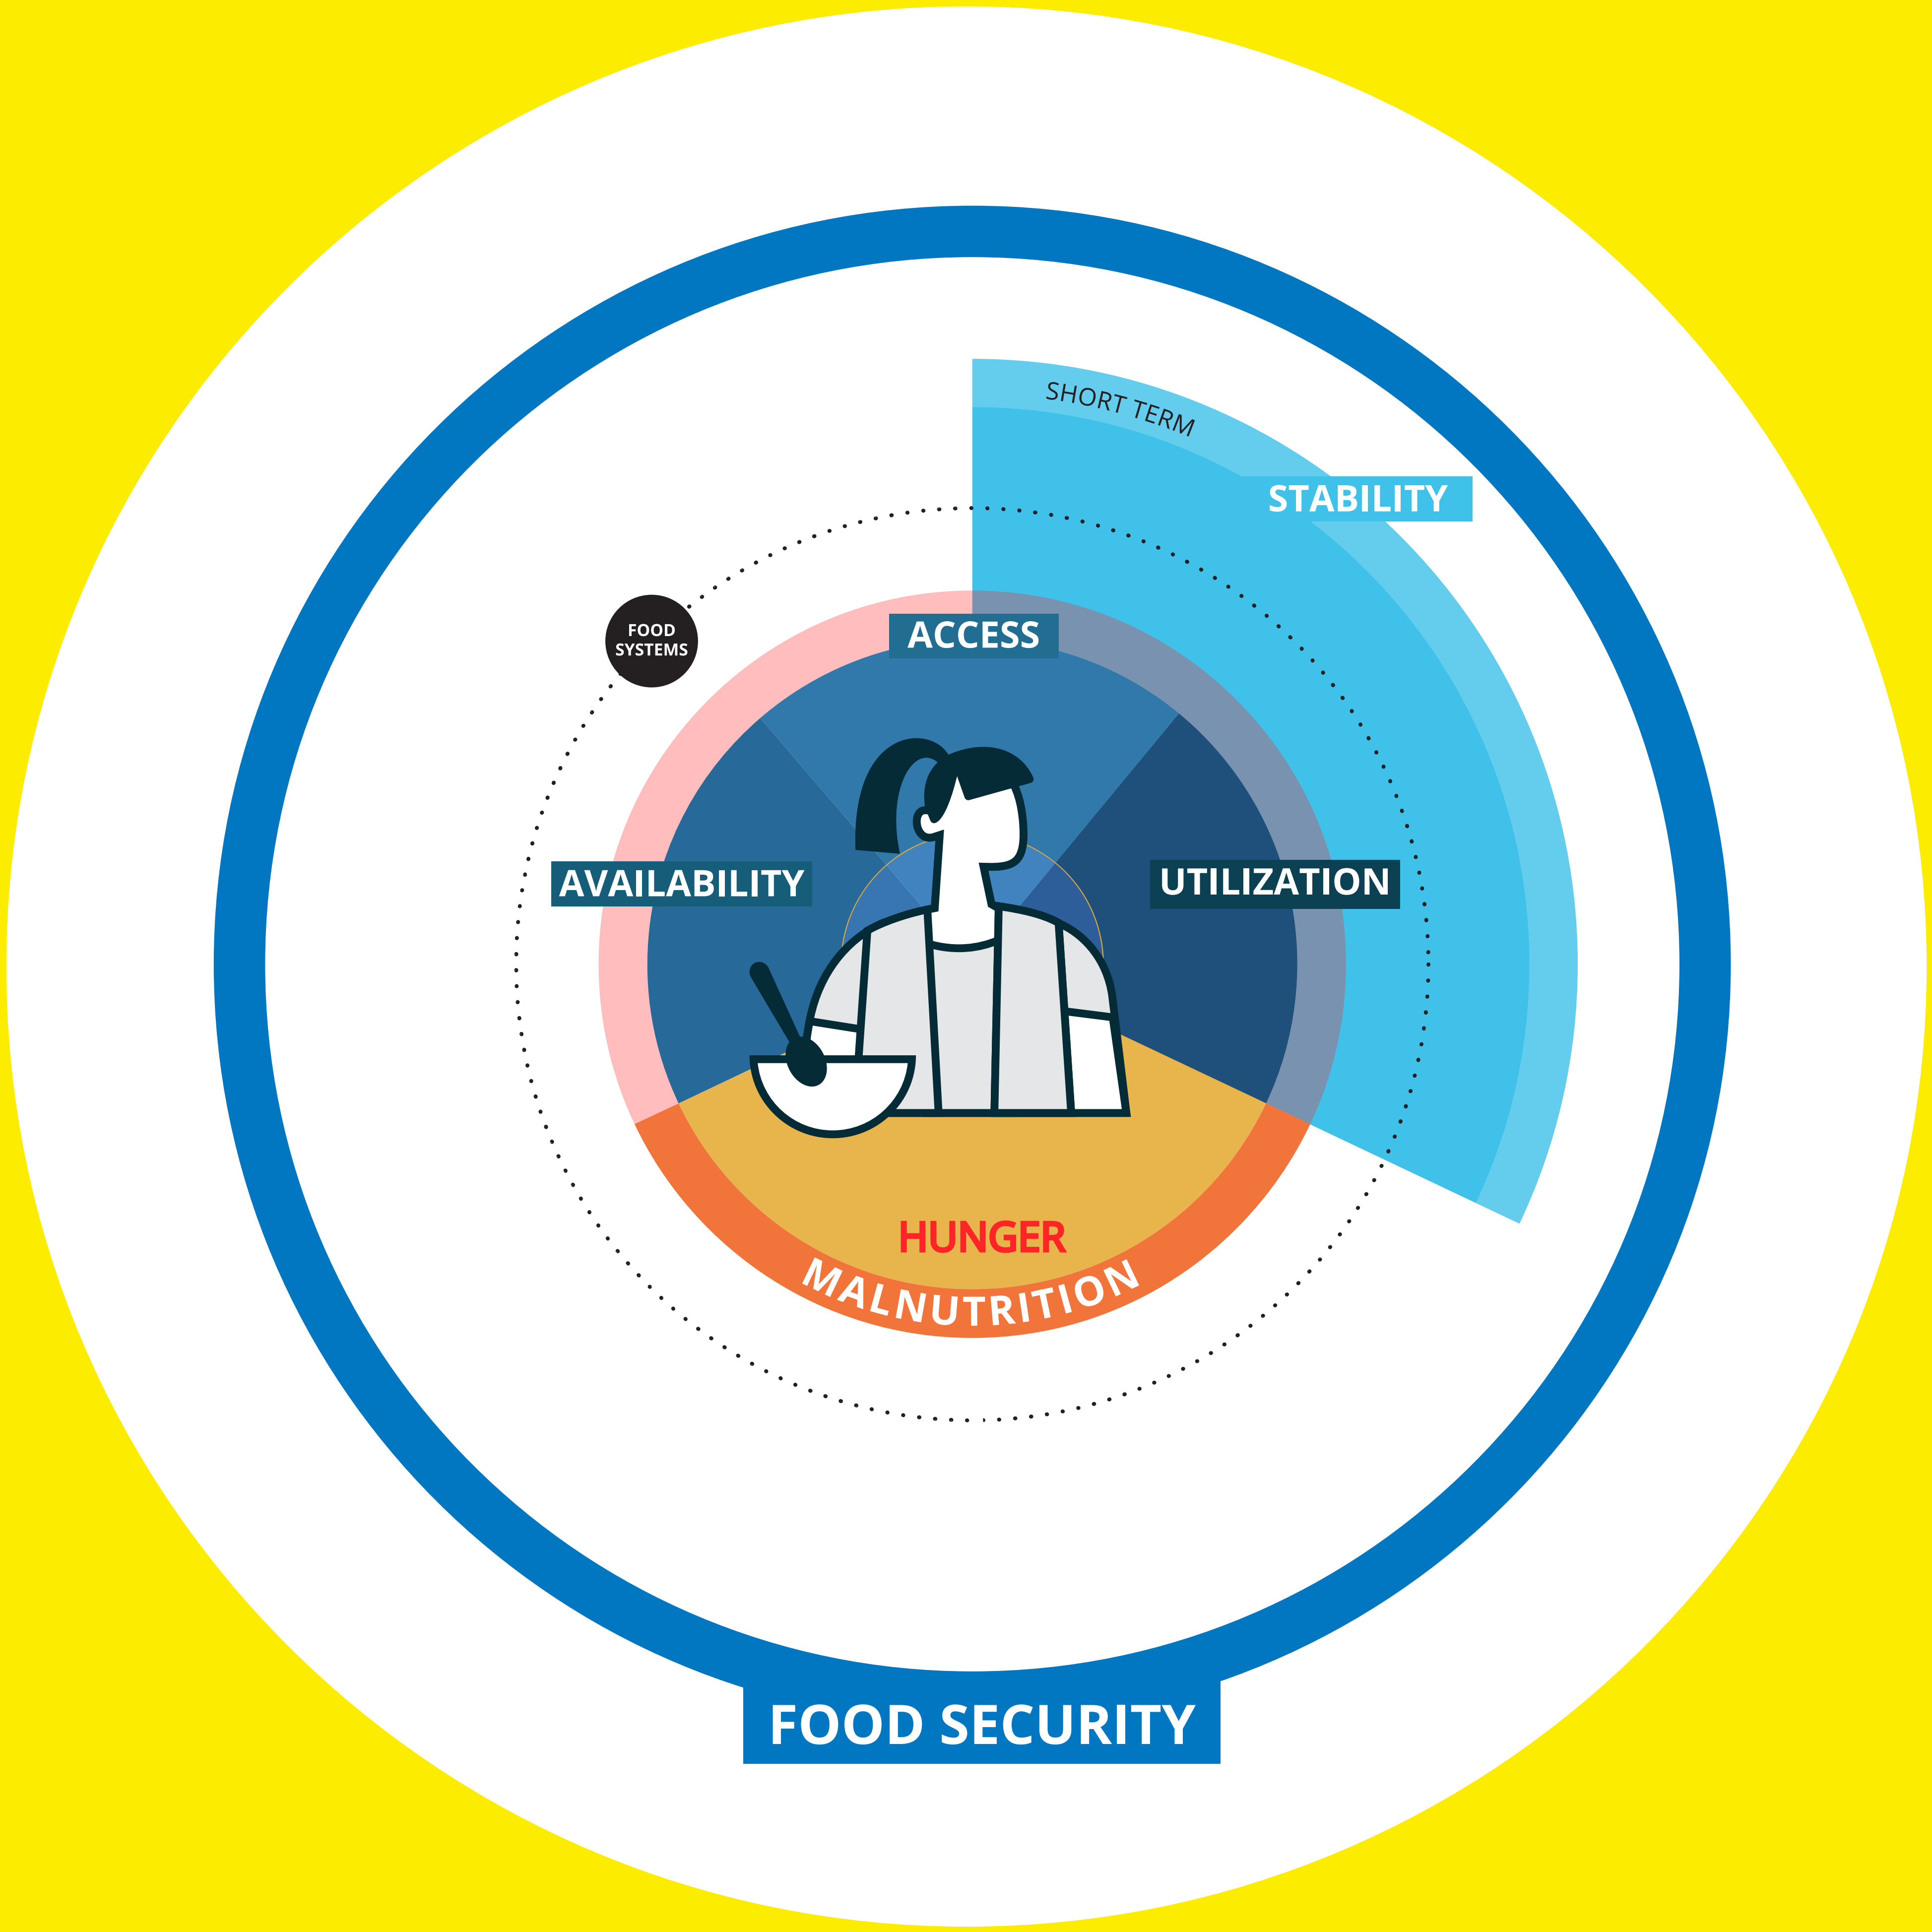 SHORT TERM
STABILITY
FOOD
SYSTEMS
ACCESS
AVAILABILITY
UTILIZATION
HUNGER
MALNUTRITION
FOOD SECURITY